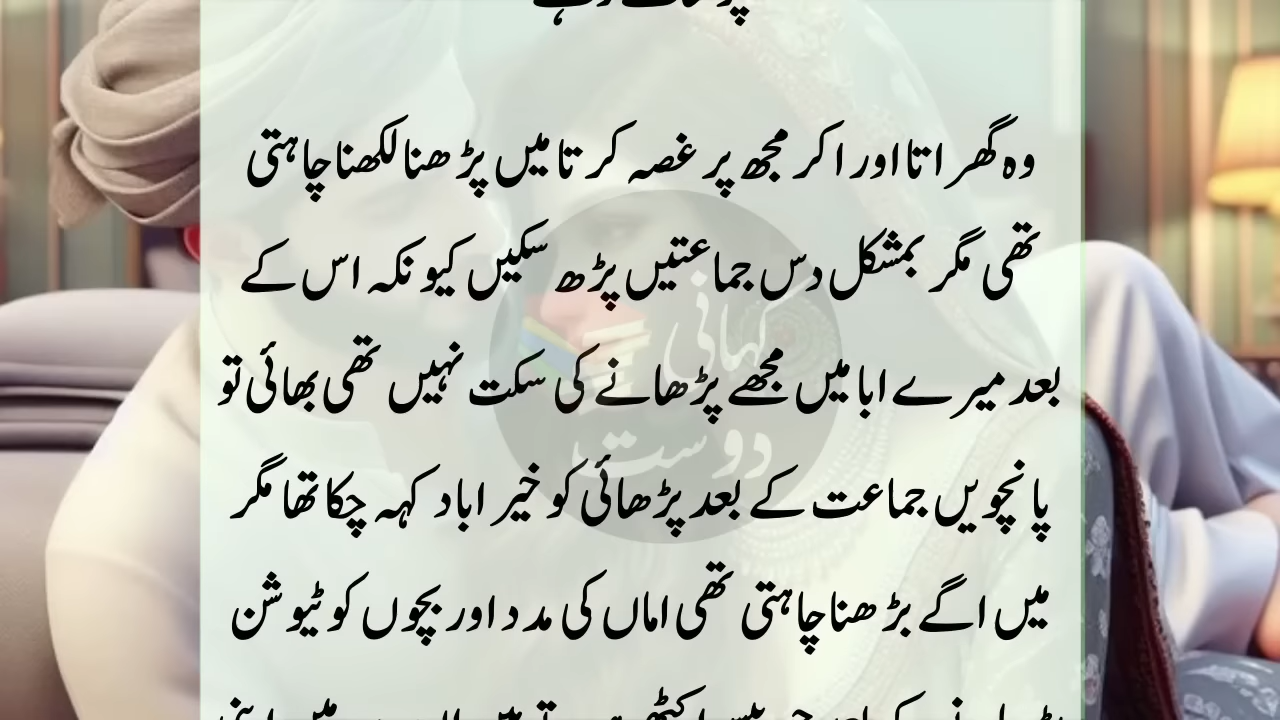 وہ گھر اتا اور ا کر مجھ پر غصہ کرتا میں پڑھنا لکھنا چاہتی
تھی مگر بمشکل دس جماعتیں پڑھ سکیں کیونکہ اس کے
بعد میرے ابا میں مجھے پڑھانے کی سکت نہیں تھی بھائی تو
پانچویں جماعت کے بعد پڑھائی کو خیر اباد کہہ چکا تھا مگر
میں اگے بڑھنا چاہتی تھی اماں کی مدد اور بچوں کو ٹیوشن
کہانی
دوست